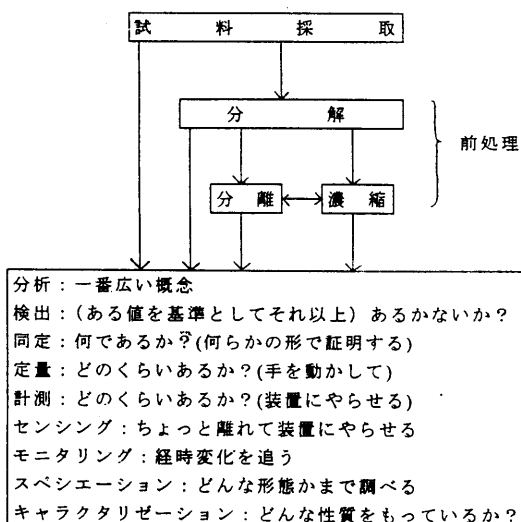 試料採取
分解
前処理
分離 濃縮
分析：一番広い概念
検出：（ある値を基準としてそれ以上）あるかないか？
同定：何であるか？(何らかの形で証明する)
定量：どのくらいあるか？(手を動かして)
計測：どのくらいあるか？(装置にやらせる)
センシング：ちょっと離れて装置にやらせる
モニタリング：経時変化を追う
スペシエーション：どんな形態かまで調べる
キャラクタリゼーション：どんな性質をもっているか？